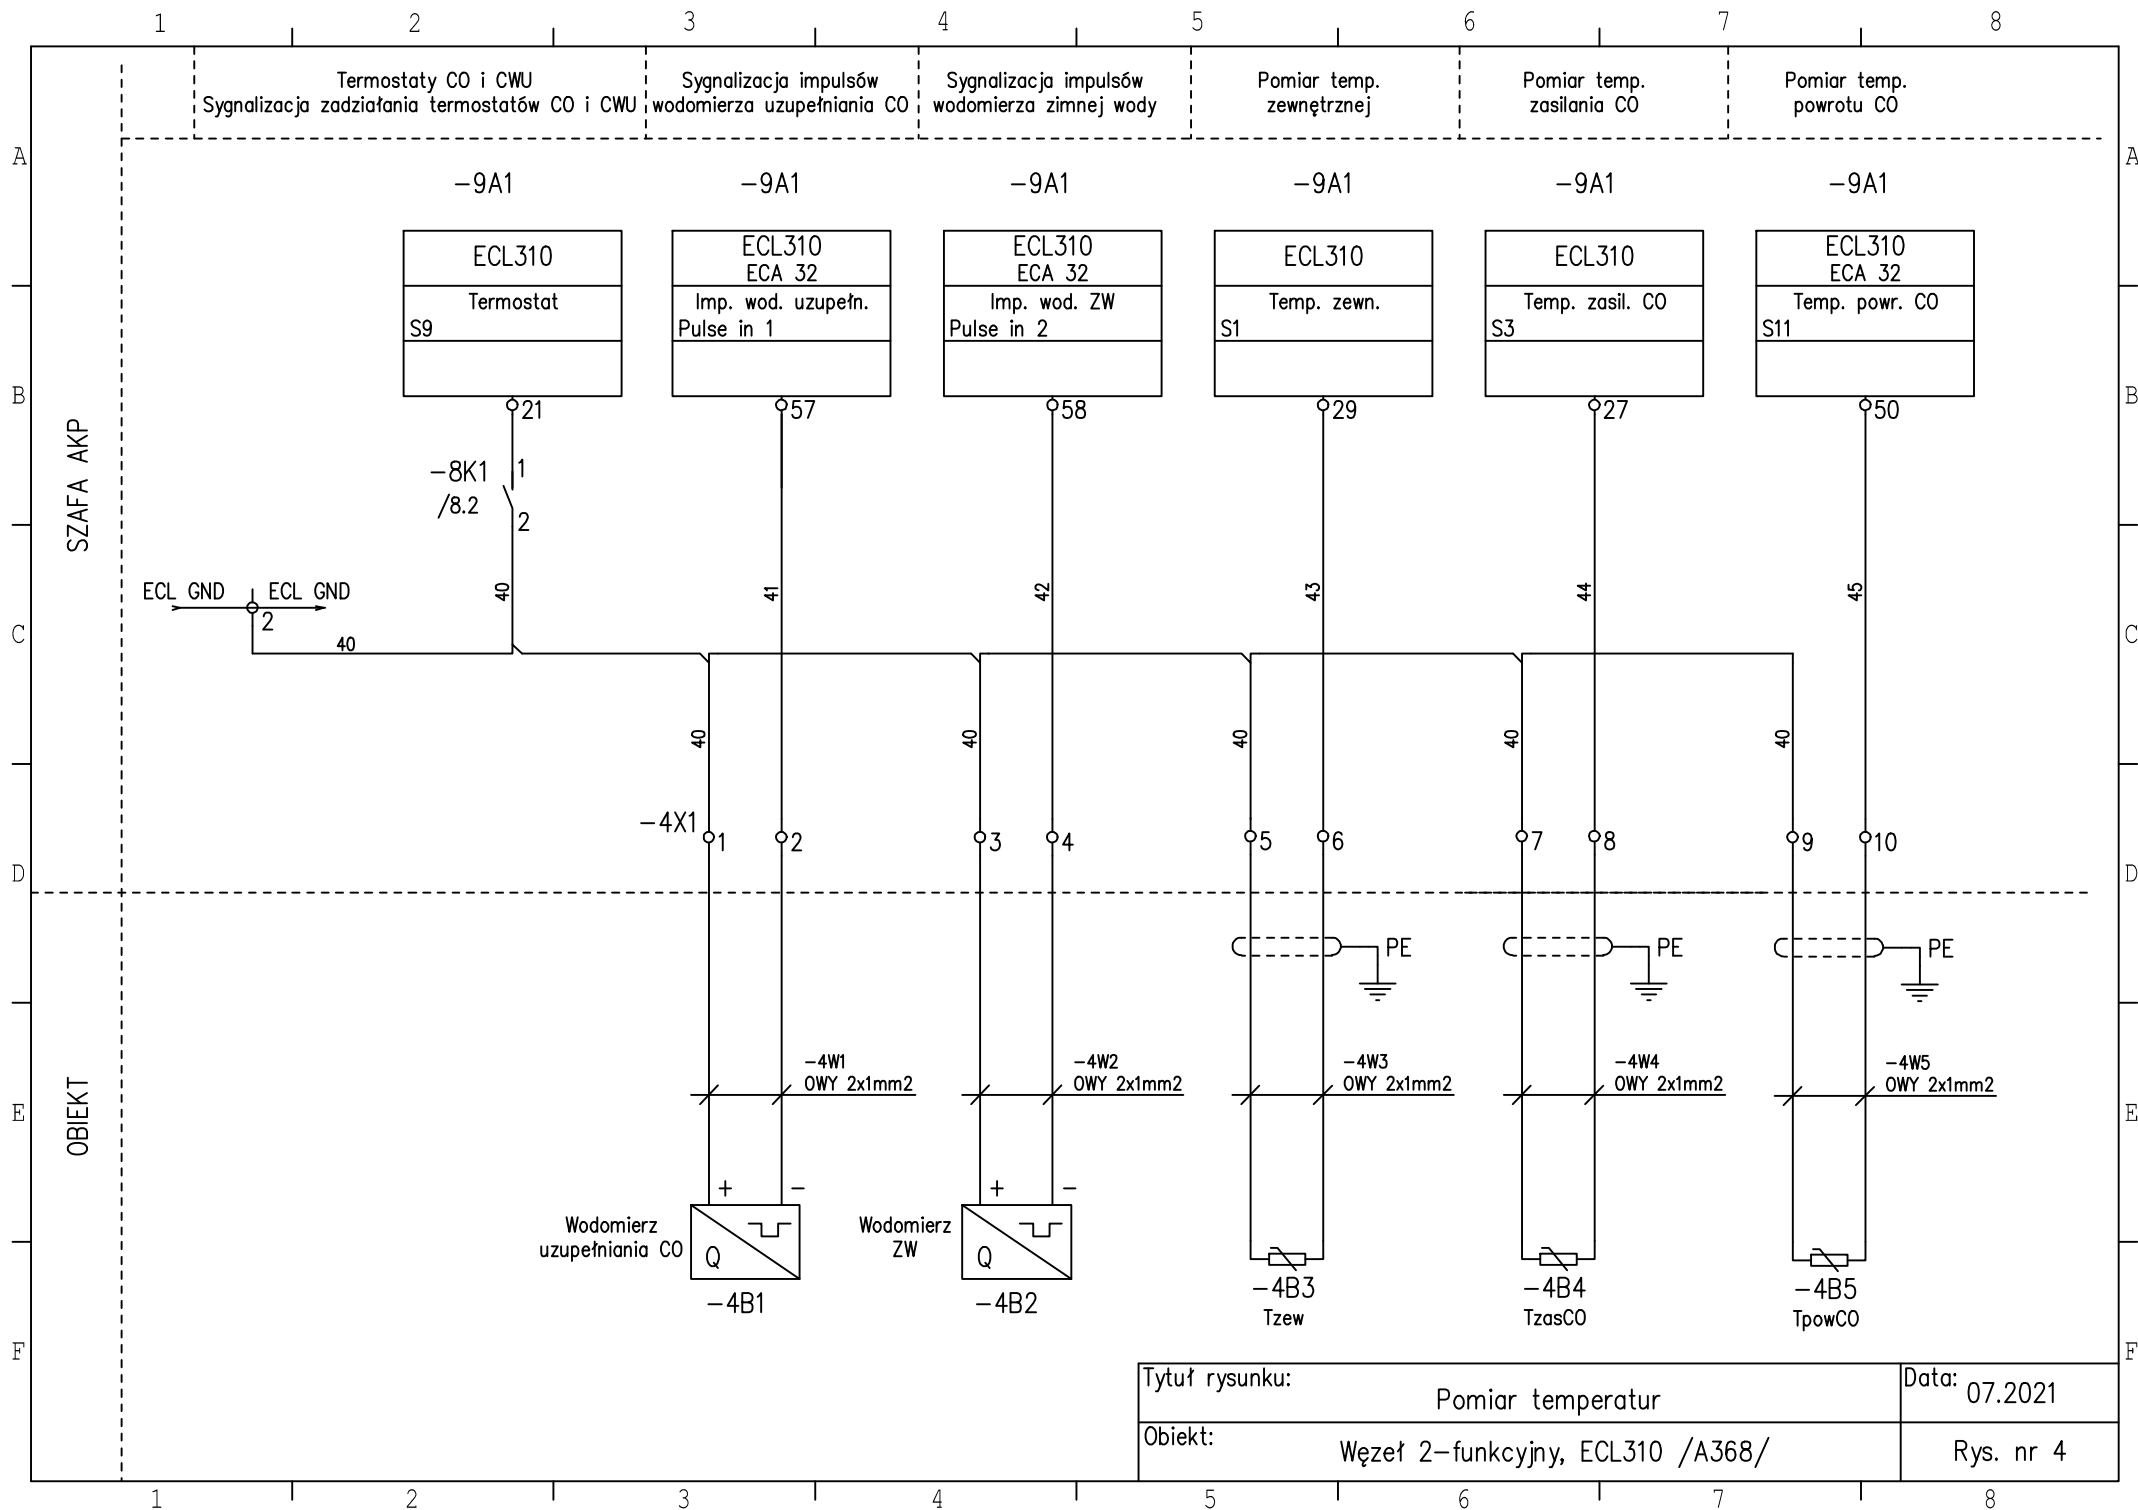 1 2 3 4 5 6 7 8
Termostaty CO i CWU
Sygnalizacja zadziałania termostatów CO i CWU
Sygnalizacja impulsów
wodomierza uzupełniania CO
Sygnalizacja impulsów
wodomierza zimnej wody
Pomiar temp.
zewnętrznej
Pomiar temp.
zasilania CO
Pomiar temp.
powrotu CO
A A
-9A1 -9A1 -9A1 -9A1 -9A1 -9A1
ECL310
Termostat
S9
21
ECL310
ECA 32
Imp. wod. uzupełn.
Pulse in 1
57
ECL310
ECA 32
Imp. wod. ZW
Pulse in 2
58
ECL310
Temp. zewn.
S1
29
ECL310
Temp. zasil. CO
S3
27
ECL310
ECA 32
Temp. powr. CO
S11
50
B B
SZAFA AKP
-8K1
/8.2
1
2
ECL GND ECL GND
2
40
40 41 42 43 44 45
C C
40 40 40 40 40
-4X1
1 2 3 4 5 6 7 8 9 10
D D
PE PE PE
OBIEKT
-4W1
OWY 2x1mm2
-4W2
OWY 2x1mm2
-4W3
OWY 2x1mm2
-4W4
OWY 2x1mm2
-4W5
OWY 2x1mm2
E E
+ - + -
Wodomierz
uzupełniania CO
Q
-4B1
Wodomierz
ZW
Q
-4B2
-4B3
Tzew
-4B4
TzasCO
-4B5
TpowCO
F F
Tytuł rysunku:
Pomiar temperatur
Data:
07.2021
Obiekt:
Węzeł 2-funkcyjny, ECL310 /A368/
Rys. nr 4
1 2 3 4 5 6 7 8